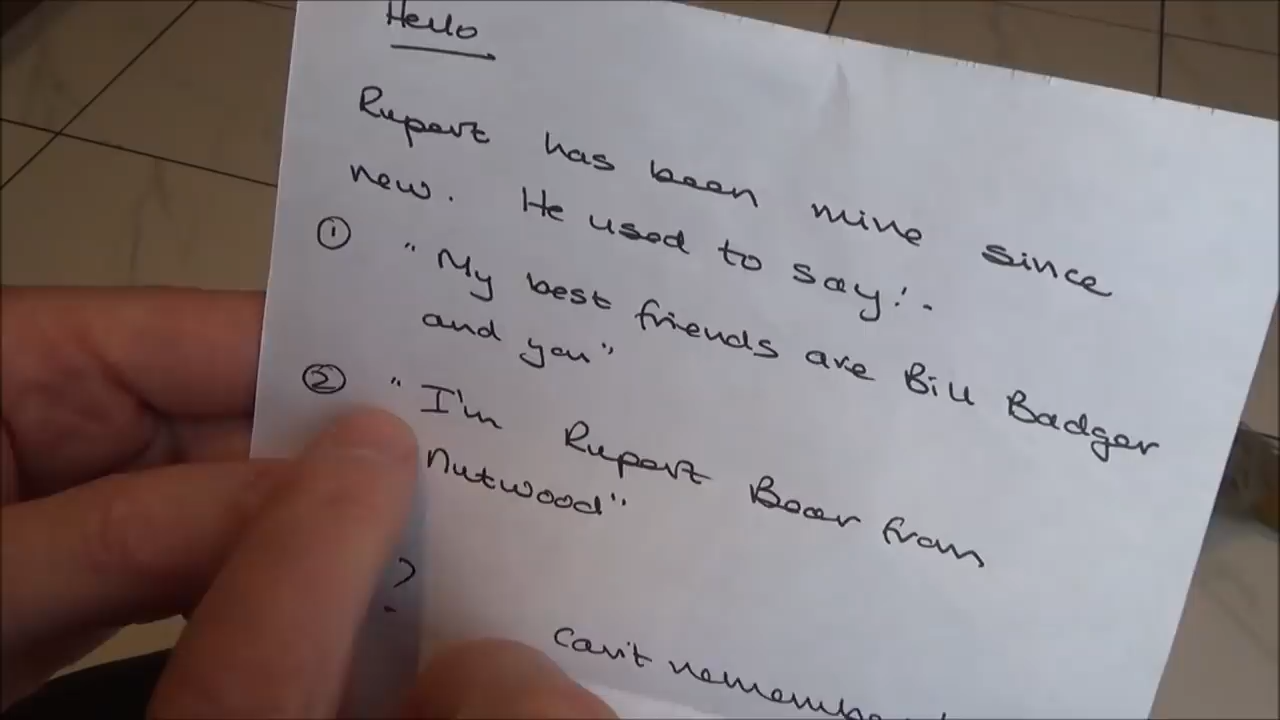 Hello
Rupert has been mine since
new. He used to say:-
① "My best friends are Bill Badger
and you"
② "I'm Rupert Bear from
Nutwood"
?
Can't remember